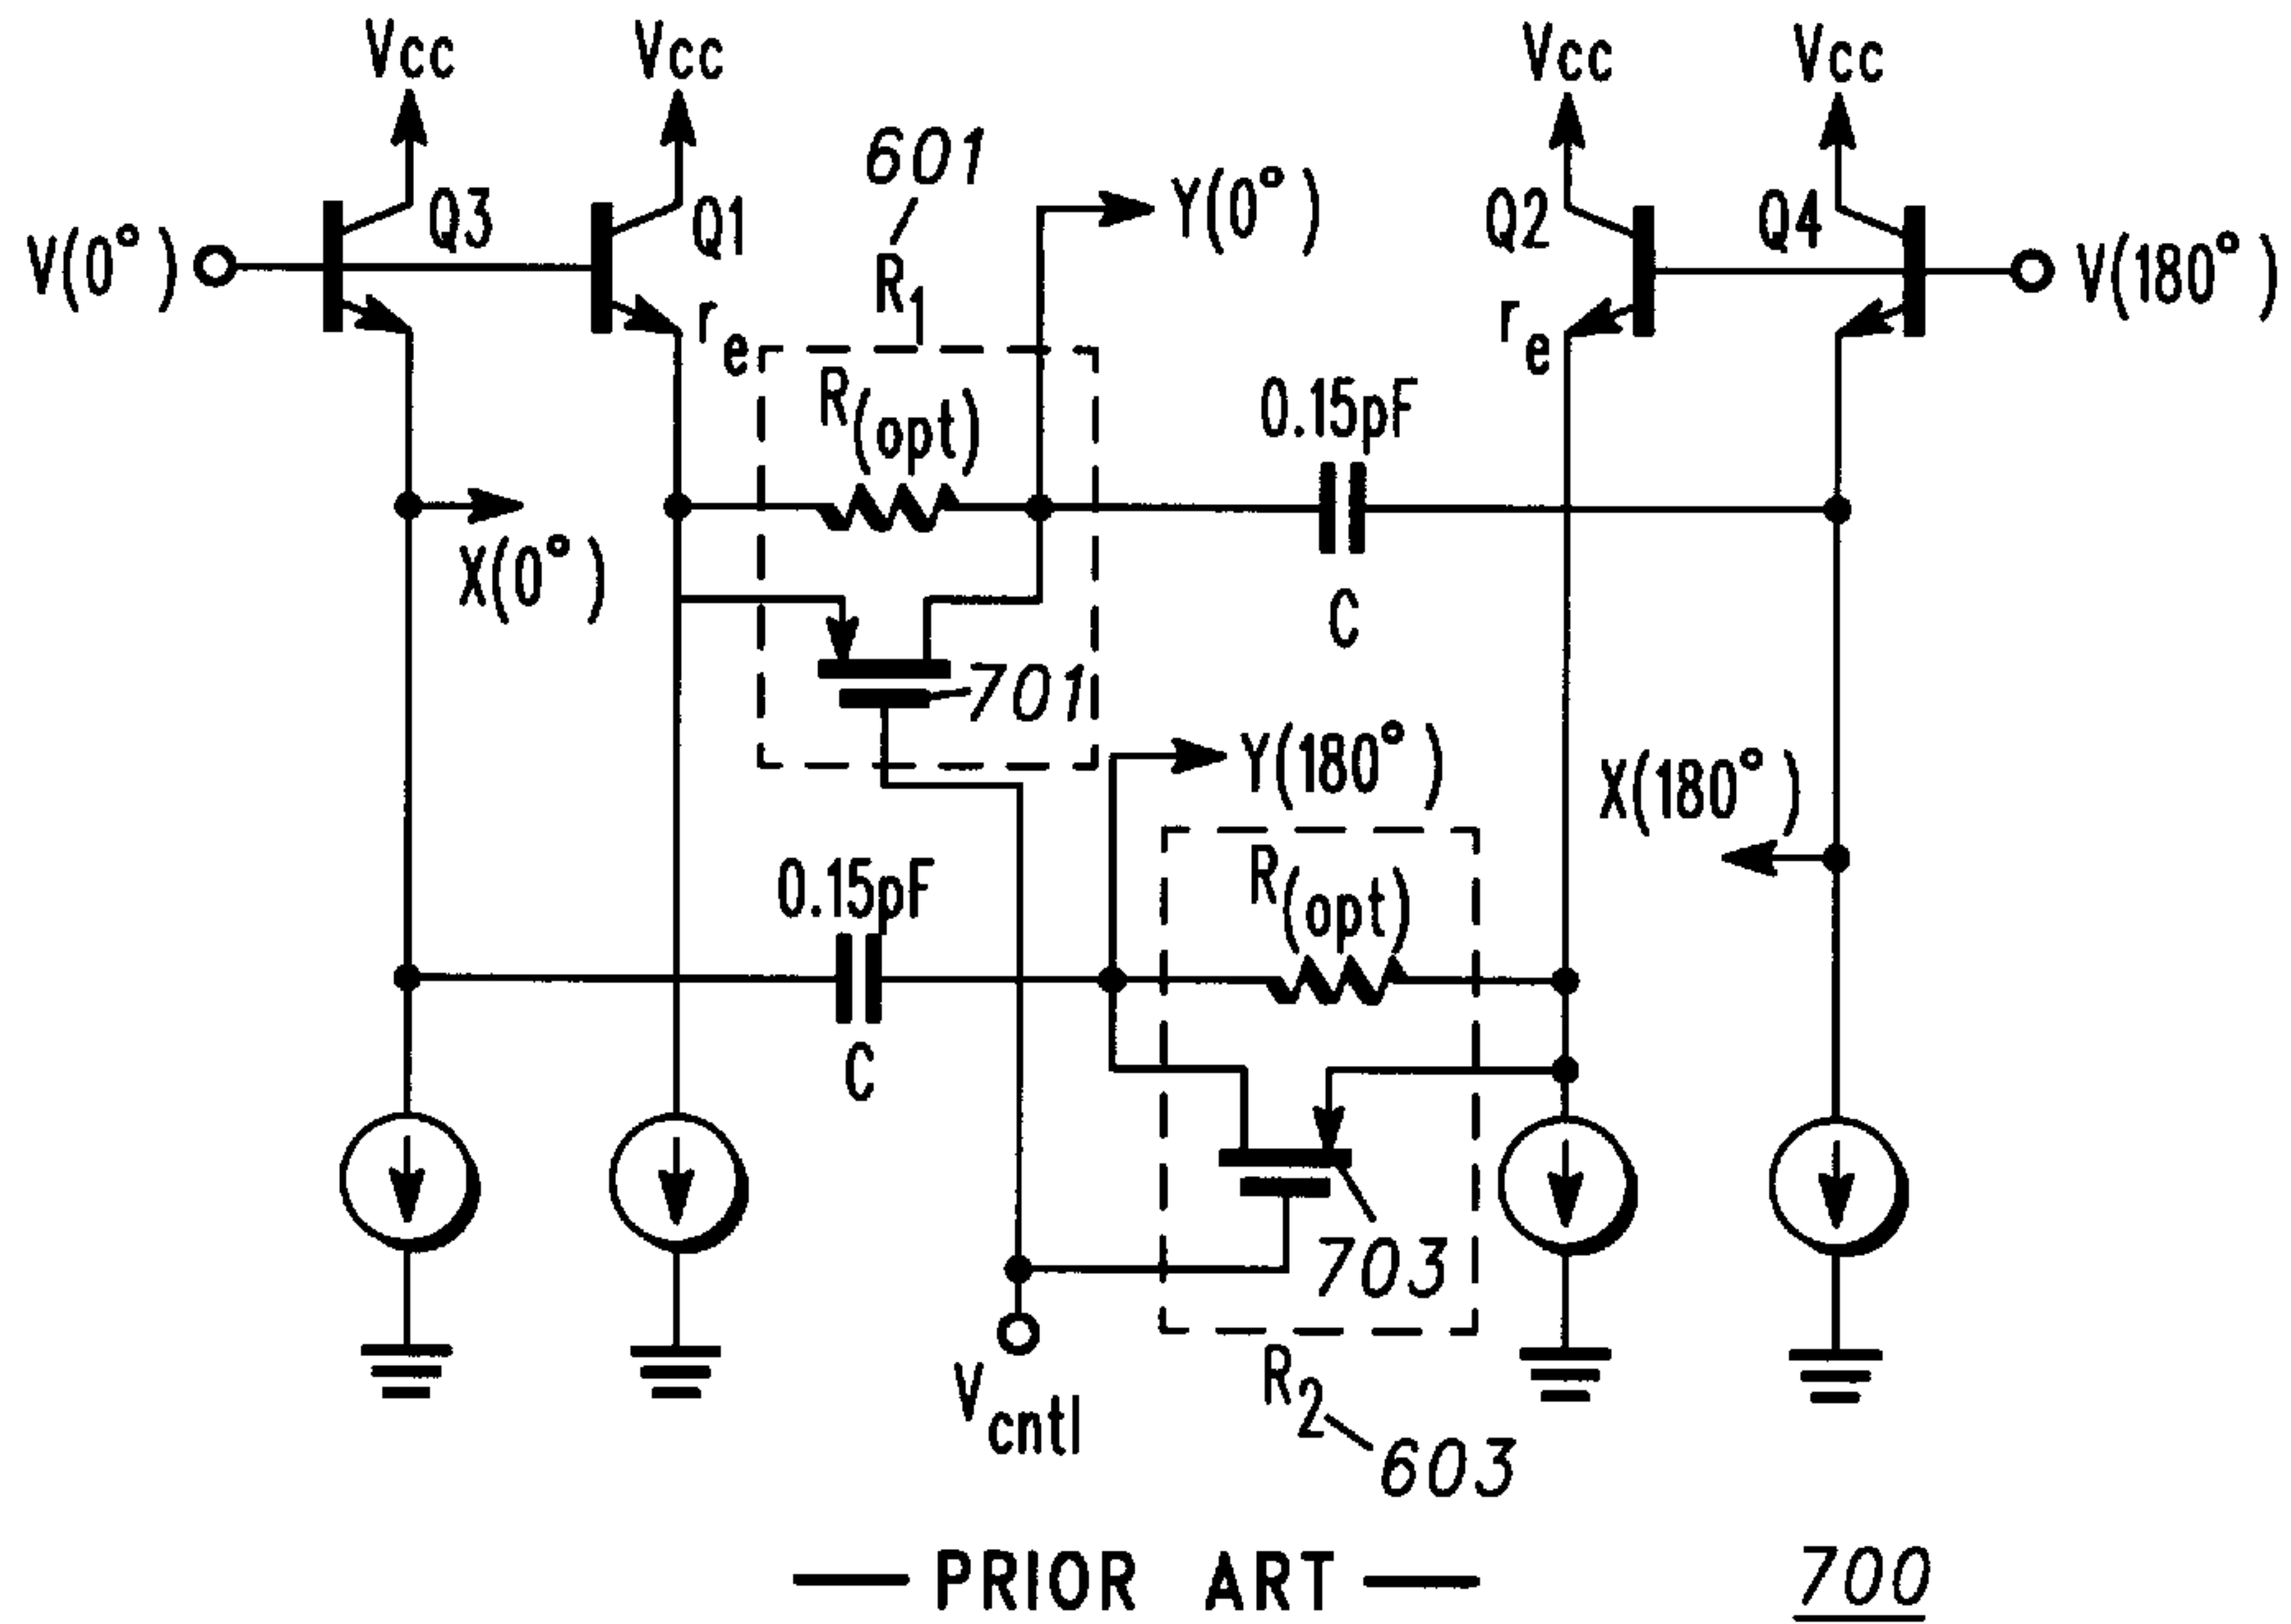 Vcc
Vcc
Vcc
Vcc
601
Q3
Q1
Y(0°)
Q2
Q4
V(0°)
V(180°)
R1
re
re
R(opt)
0.15pF
X(0°)
C
701
Y(180°)
X(180°)
R(opt)
0.15pF
C
703
Vcntl
R2
603
— PRIOR ART —
700